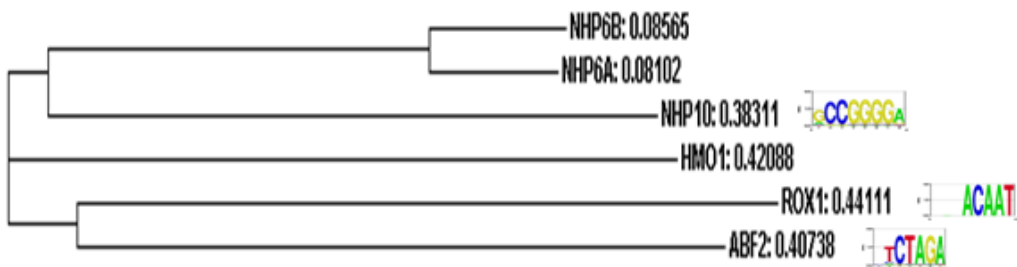 NHP6B: 0.08565
NHP6A: 0.08102
NHP10: 0.38311 GCCGGGGA
HMO1: 0.42088
ROX1: 0.44111 ACAAT
ABF2: 0.40738 TCTAGA